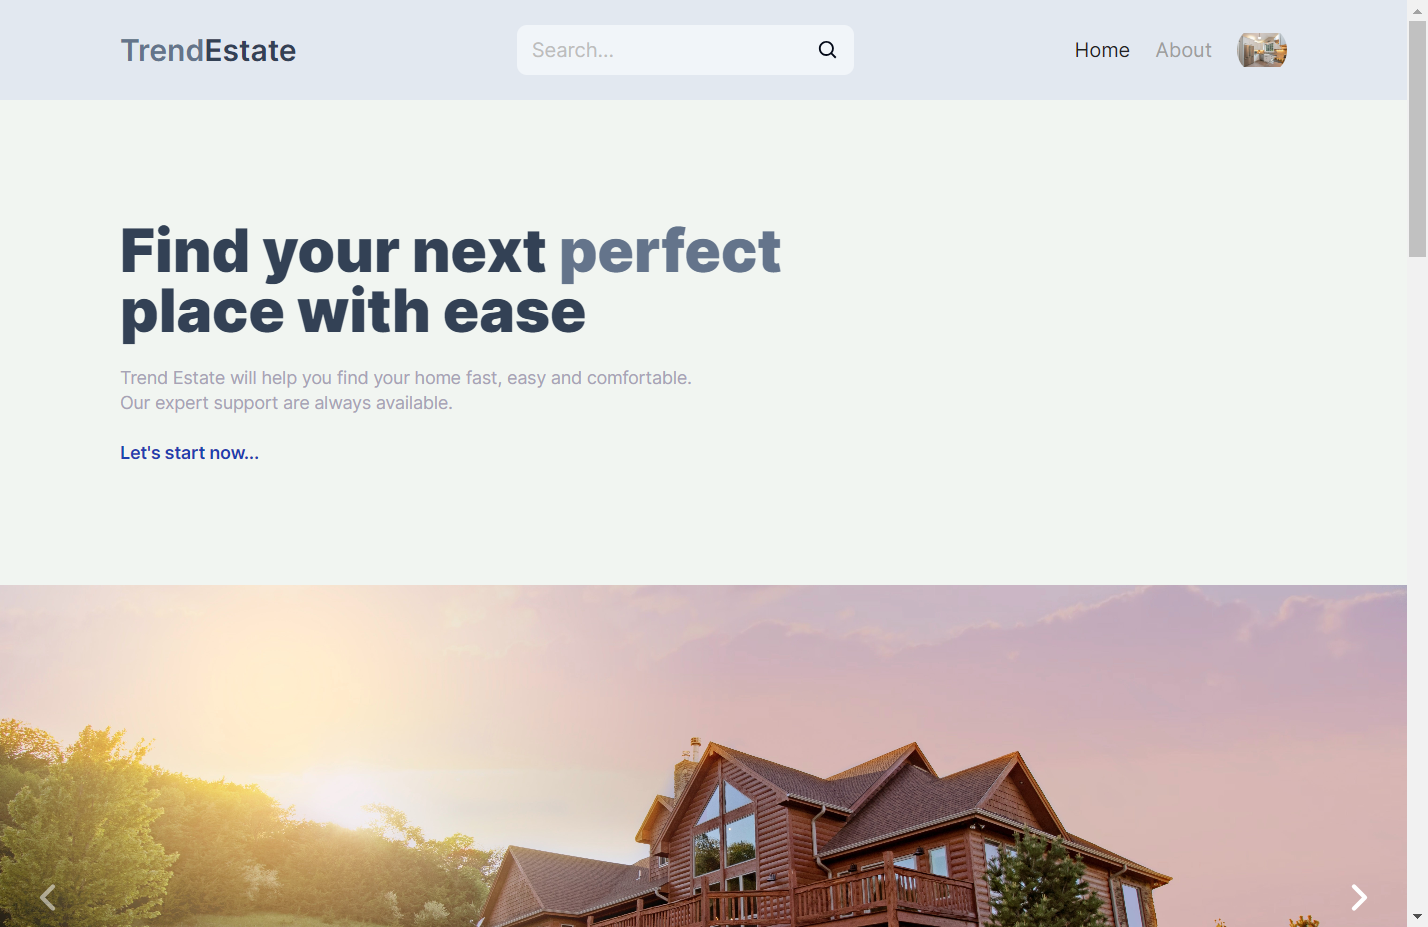 TrendEstate
Search...
Home
About
Find your next perfect
place with ease
Trend Estate will help you find your home fast, easy and comfortable.
Our expert support are always available.
Let's start now...